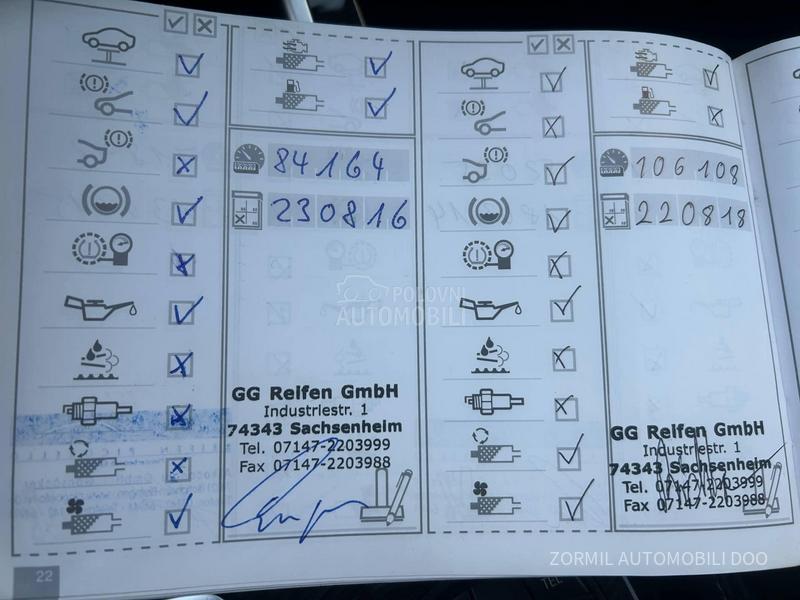 84164
230816
GG Reifen GmbH
Industriestr. 1
74343 Sachsenheim
Tel. 07147-2203999
Fax 07147-2203988
106108
220818
GG Reifen GmbH
Industriestr. 1
74343 Sachsenheim
Tel. 07147-2203999
Fax 07147-2203988
POLOVNI
AUTOMOBILI
22
TEL
ZORMIL AUTOMOBILI DOO